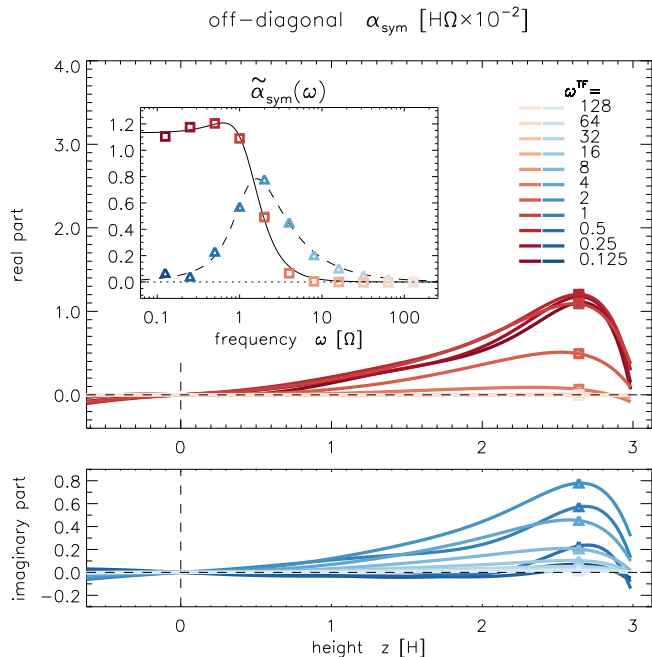 off-diagonal α_sym [HΩ×10⁻²]
real part
4.0
3.0
2.0
1.0
0.0
α̃_sym(ω)
1.2
1.0
0.8
0.6
0.4
0.2
0.0
0.1 1 10 100
frequency ω [Ω]
ω^TF=
128
64
32
16
8
4
2
1
0.5
0.25
0.125
0 1 2 3
imaginary part
0.8
0.6
0.4
0.2
0.0
−0.2
0 1 2 3
height z [H]